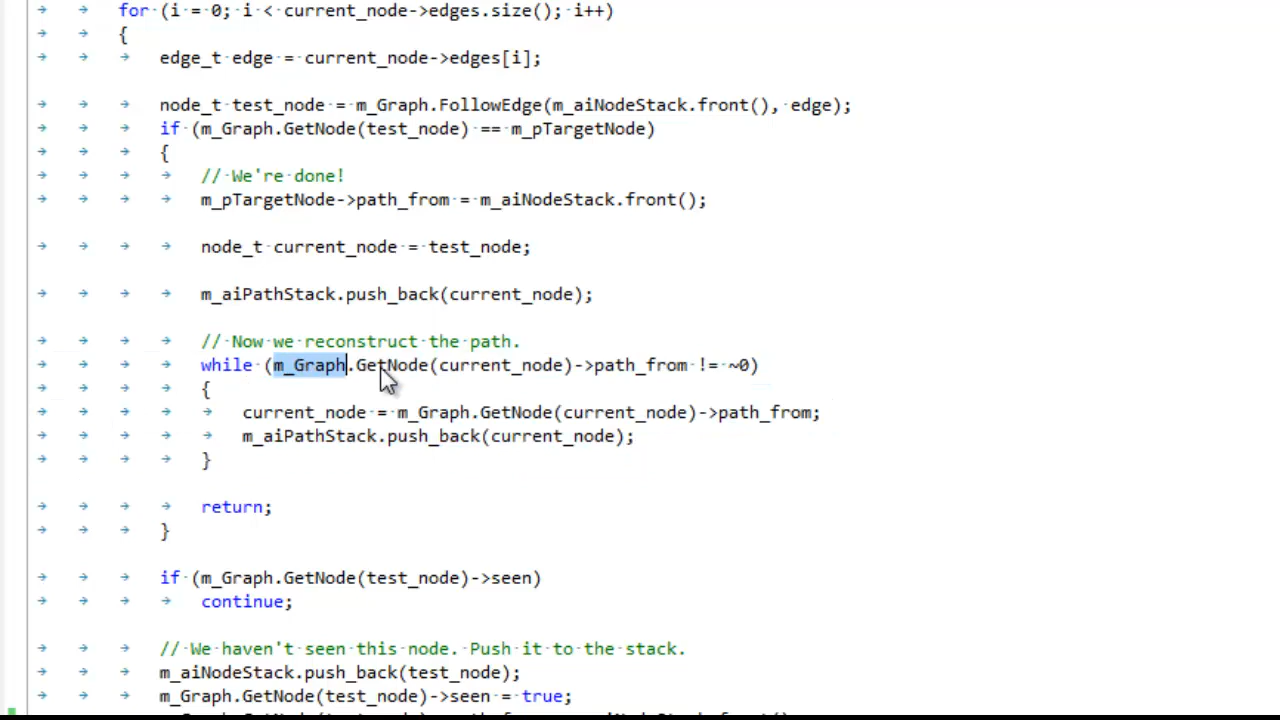 for (i = 0; i < current_node->edges.size(); i++)
{
edge_t edge = current_node->edges[i];
node_t test_node = m_Graph.FollowEdge(m_aiNodeStack.front(), edge);
if (m_Graph.GetNode(test_node) == m_pTargetNode)
{
// We're done!
m_pTargetNode->path_from = m_aiNodeStack.front();
node_t current_node = test_node;
m_aiPathStack.push_back(current_node);
// Now we reconstruct the path.
while (m_Graph.GetNode(current_node)->path_from != ~0)
{
current_node = m_Graph.GetNode(current_node)->path_from;
m_aiPathStack.push_back(current_node);
}
return;
}
if (m_Graph.GetNode(test_node)->seen)
continue;
// We haven't seen this node. Push it to the stack.
m_aiNodeStack.push_back(test_node);
m_Graph.GetNode(test_node)->seen = true;